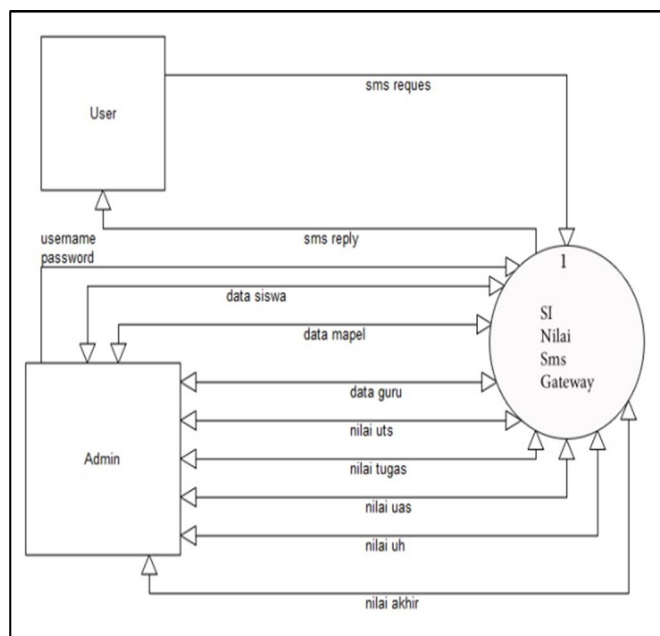 User
sms reques
sms reply
username
password
data siswa
data mapel
1
SI
Nilai
Sms
Gateway
data guru
nilai uts
Admin
nilai tugas
nilai uas
nilai uh
nilai akhir